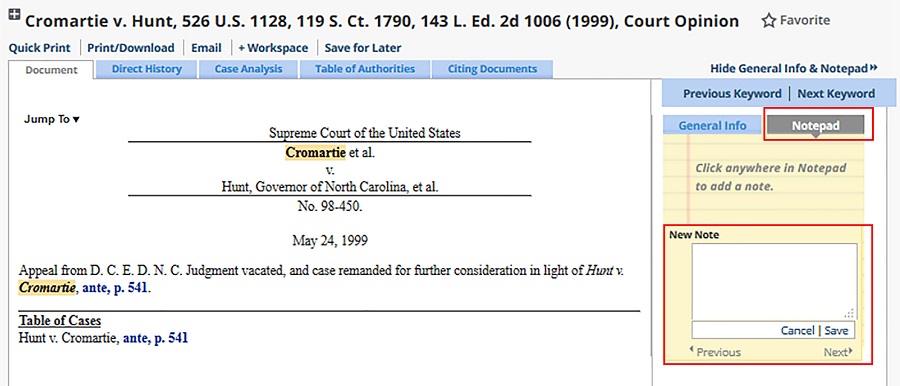 Cromartie v. Hunt, 526 U.S. 1128, 119 S. Ct. 1790, 143 L. Ed. 2d 1006 (1999), Court Opinion Favorite
Quick Print | Print/Download | Email | + Workspace | Save for Later
Document Direct History Case Analysis Table of Authorities Citing Documents
Hide General Info & Notepad
Previous Keyword | Next Keyword
Jump To
Supreme Court of the United States
Cromartie et al.
v.
Hunt, Governor of North Carolina, et al.
No. 98-450.
May 24, 1999
Appeal from D. C. E. D. N. C. Judgment vacated, and case remanded for further consideration in light of Hunt v.
Cromartie, ante, p. 541.
Table of Cases
Hunt v. Cromartie, ante, p. 541
General Info Notepad
Click anywhere in Notepad
to add a note.
New Note
Cancel | Save
Previous Next